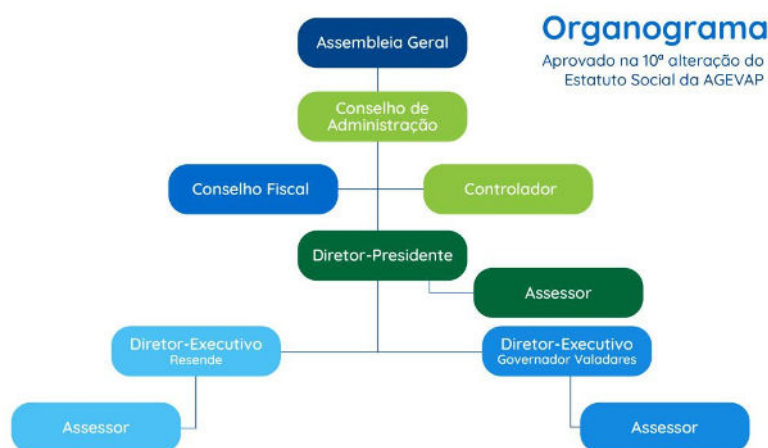 Organograma
Aprovado na 10ª alteração do
Estatuto Social da AGEVAP
Assembleia Geral
Conselho de
Administração
Conselho Fiscal
Controlador
Diretor-Presidente
Assessor
Diretor-Executivo
Resende
Diretor-Executivo
Governador Valadares
Assessor
Assessor